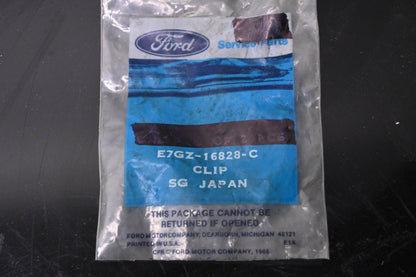 Ford
Service Parts
E7GZ-16828-C
CLIP
SG JAPAN
THIS PACKAGE CANNOT BE
RETURNED IF OPENED
FORD MOTOR COMPANY, DEARBORN, MICHIGAN 48121
PRINTED IN U.S.A.
FORD MOTOR COMPANY, 1985